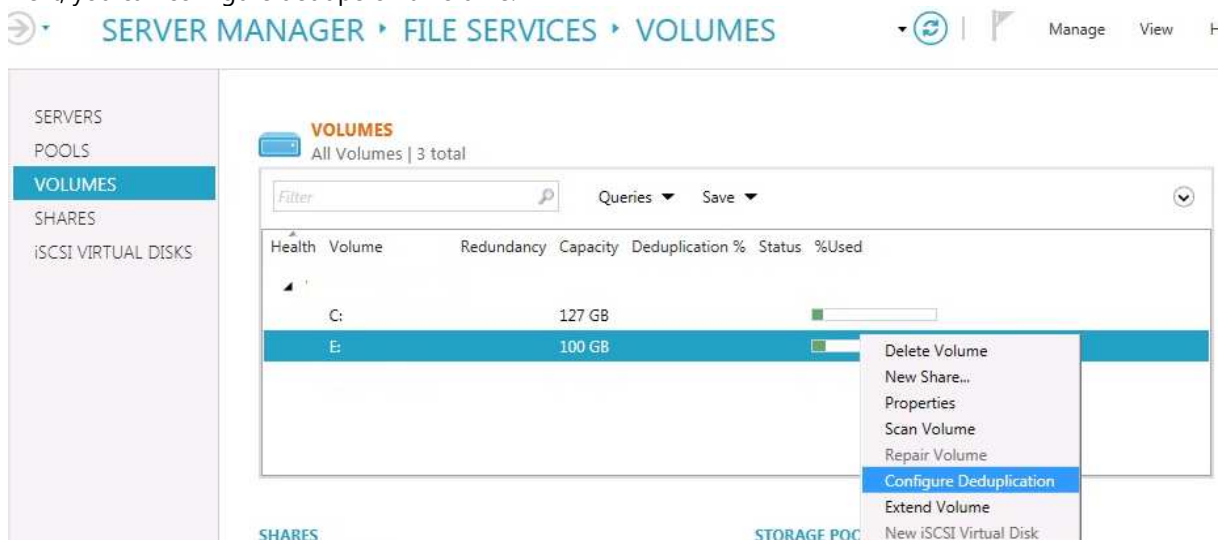 SERVER MANAGER ‣ FILE SERVICES ‣ VOLUMES
Manage View H
SERVERS
POOLS
VOLUMES
SHARES
iSCSI VIRTUAL DISKS
VOLUMES
All Volumes | 3 total
Filter
Queries Save
Health Volume Redundancy Capacity Deduplication % Status %Used
C: 127 GB
E: 100 GB
Delete Volume
New Share...
Properties
Scan Volume
Repair Volume
Configure Deduplication
Extend Volume
New iSCSI Virtual Disk
SHARES
STORAGE POO